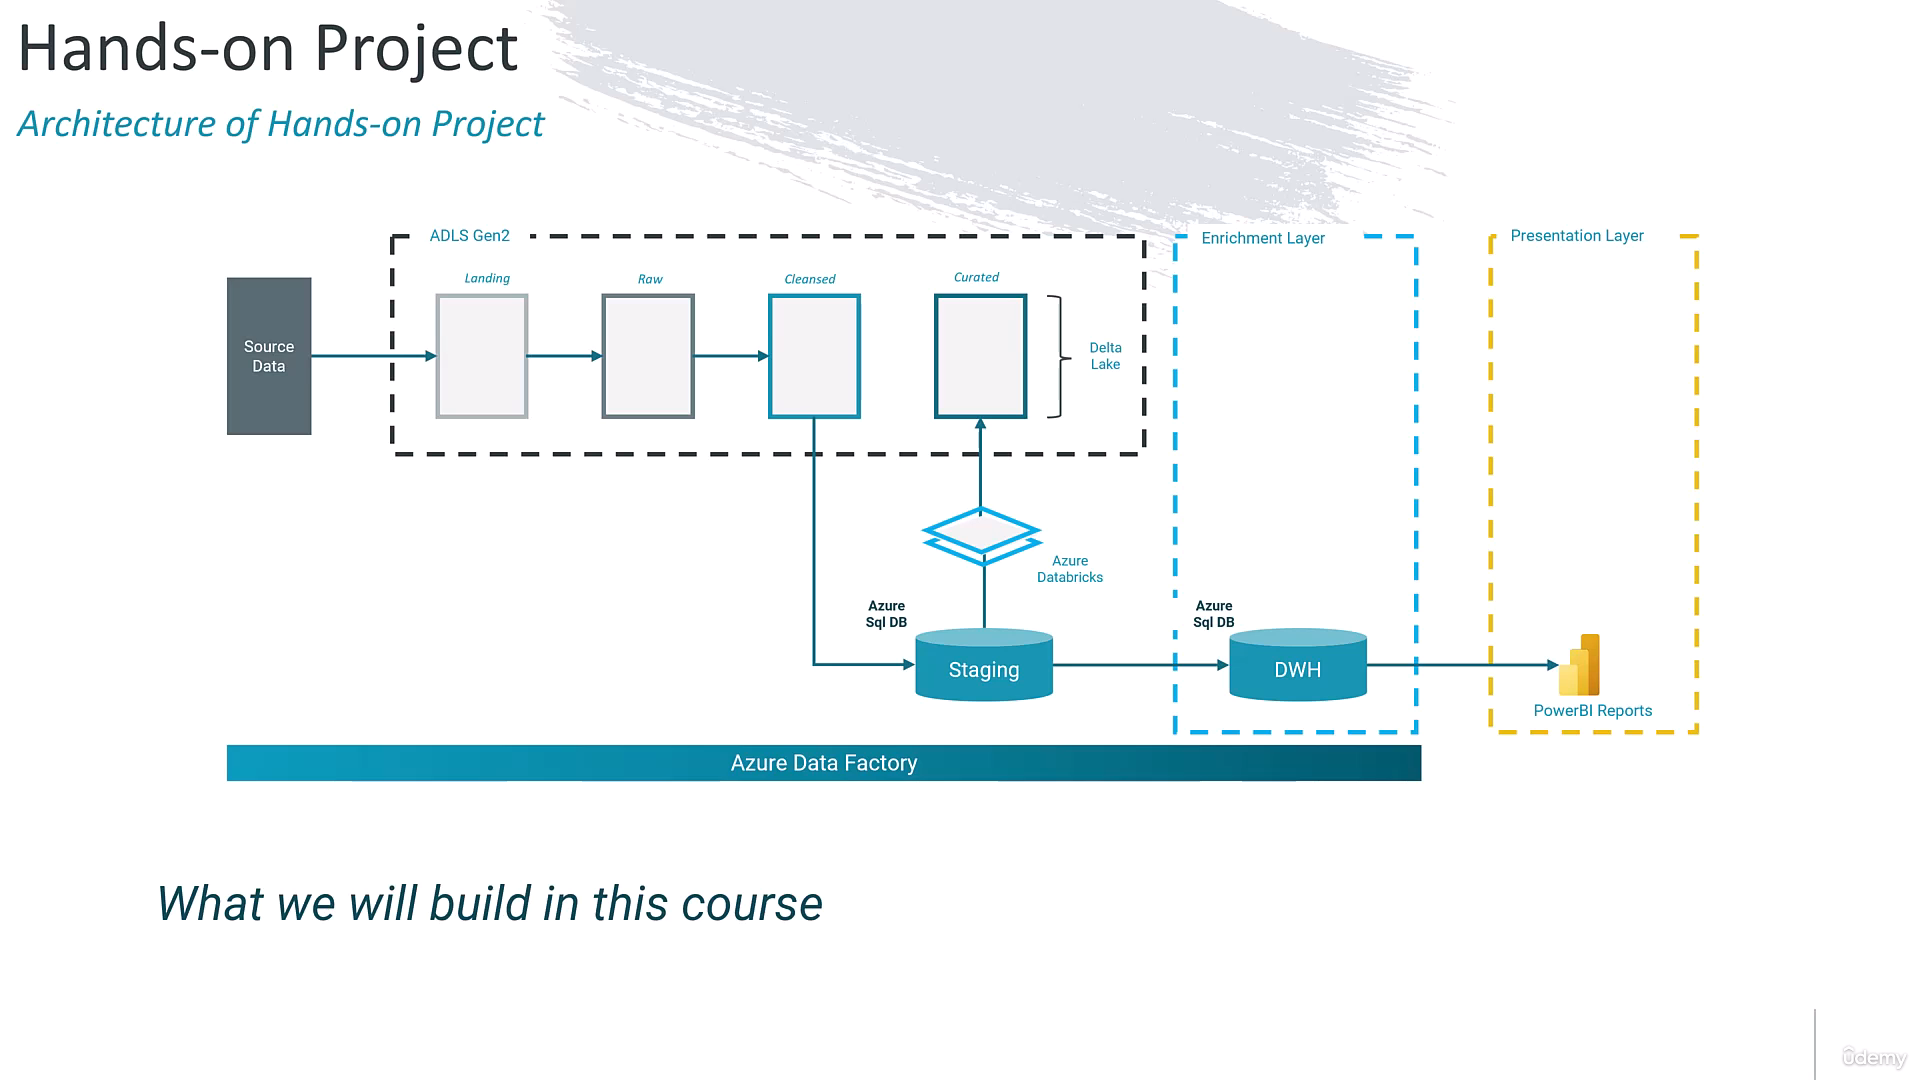 Hands-on Project
Architecture of Hands-on Project
ADLS Gen2
Enrichment Layer
Presentation Layer
Landing
Raw
Cleansed
Curated
Source
Data
Delta
Lake
Azure
Databricks
Azure
Sql DB
Azure
Sql DB
Staging
DWH
PowerBI Reports
Azure Data Factory
What we will build in this course
ûdemy